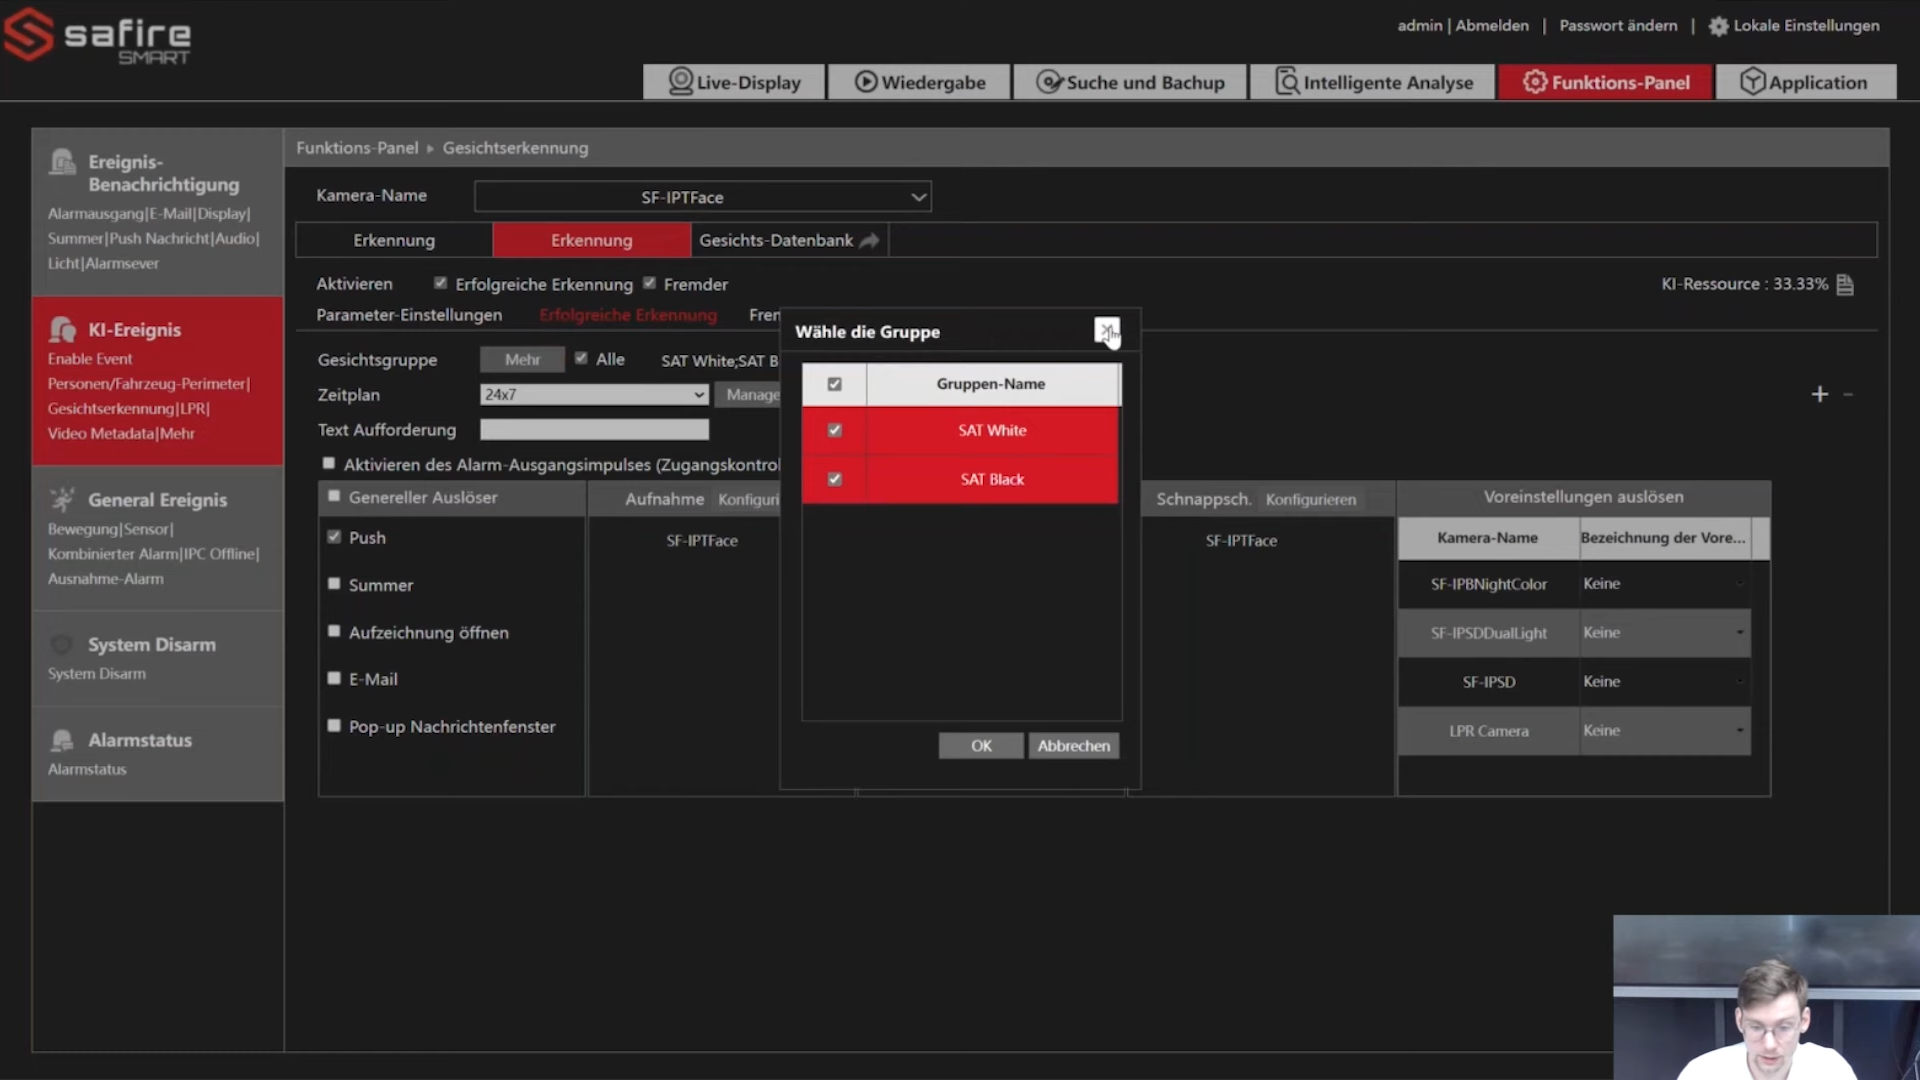 safire
SMART
admin | Abmelden | Passwort ändern | Lokale Einstellungen
Live-Display
Wiedergabe
Suche und Bachup
Intelligente Analyse
Funktions-Panel
Application
Ereignis-
Benachrichtigung
Alarmausgang|E-Mail|Display|
Summer|Push Nachricht|Audio|
Licht|Alarmsever
KI-Ereignis
Enable Event
Personen/Fahrzeug-Perimeter|
Gesichtserkennung|LPR|
Video Metadata|Mehr
General Ereignis
Bewegung|Sensor|
Kombinierter Alarm|IPC Offline|
Ausnahme-Alarm
System Disarm
System Disarm
Alarmstatus
Alarmstatus
Funktions-Panel ▸ Gesichtserkennung
Kamera-Name SF-IPTFace
Erkennung Erkennung Gesichts-Datenbank
Aktivieren Erfolgreiche Erkennung Fremder
KI-Ressource : 33.33%
Parameter-Einstellungen Erfolgreiche Erkennung Fren
Gesichtsgruppe Mehr Alle SAT White;SAT B
Zeitplan 24x7 Manage
Text Aufforderung
Aktivieren des Alarm-Ausgangsimpulses (Zugangskontrol
Genereller Auslöser
Push
Summer
Aufzeichnung öffnen
E-Mail
Pop-up Nachrichtenfenster
Aufnahme Konfiguri
SF-IPTFace
Wähle die Gruppe
Gruppen-Name
SAT White
SAT Black
OK Abbrechen
Schnappsch. Konfigurieren
SF-IPTFace
Voreinstellungen auslösen
Kamera-Name Bezeichnung der Vore...
SF-IPBNightColor Keine
SF-IPSDDualLight Keine
SF-IPSD Keine
LPR Camera Keine